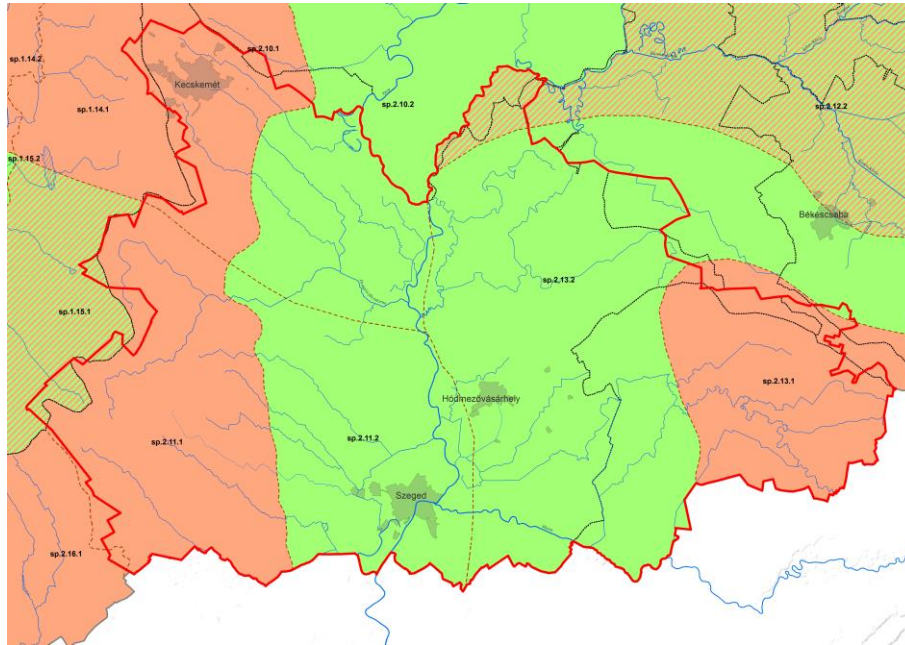 sp.1.14.2
sp.2.10.1
Kecskemét
sp.1.14.1
sp.2.10.2
sp.2.12.2
sp.1.15.2
Békéscsaba
sp.2.13.2
sp.1.15.1
sp.2.13.1
Hódmezővásárhely
sp.2.11.1
sp.2.11.2
Szeged
sp.2.16.1